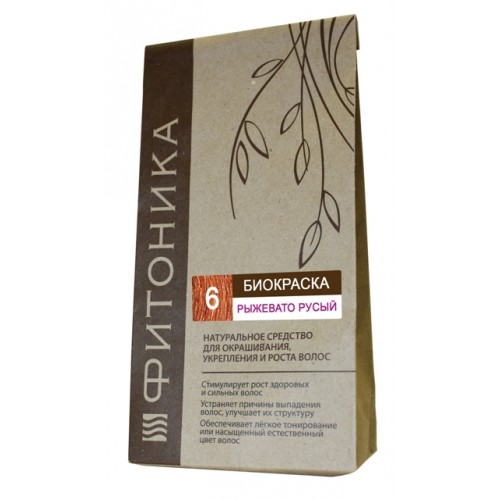 ФИТОНИКА
6
БИОКРАСКА
РЫЖЕВАТО РУСЫЙ
НАТУРАЛЬНОЕ СРЕДСТВО
ДЛЯ ОКРАШИВАНИЯ,
УКРЕПЛЕНИЯ И РОСТА ВОЛОС
Стимулирует рост здоровых
и сильных волос
Устраняет причины выпадения
волос, улучшает их структуру
Обеспечивает лёгкое тонирование
или насыщенный естественный
цвет волос